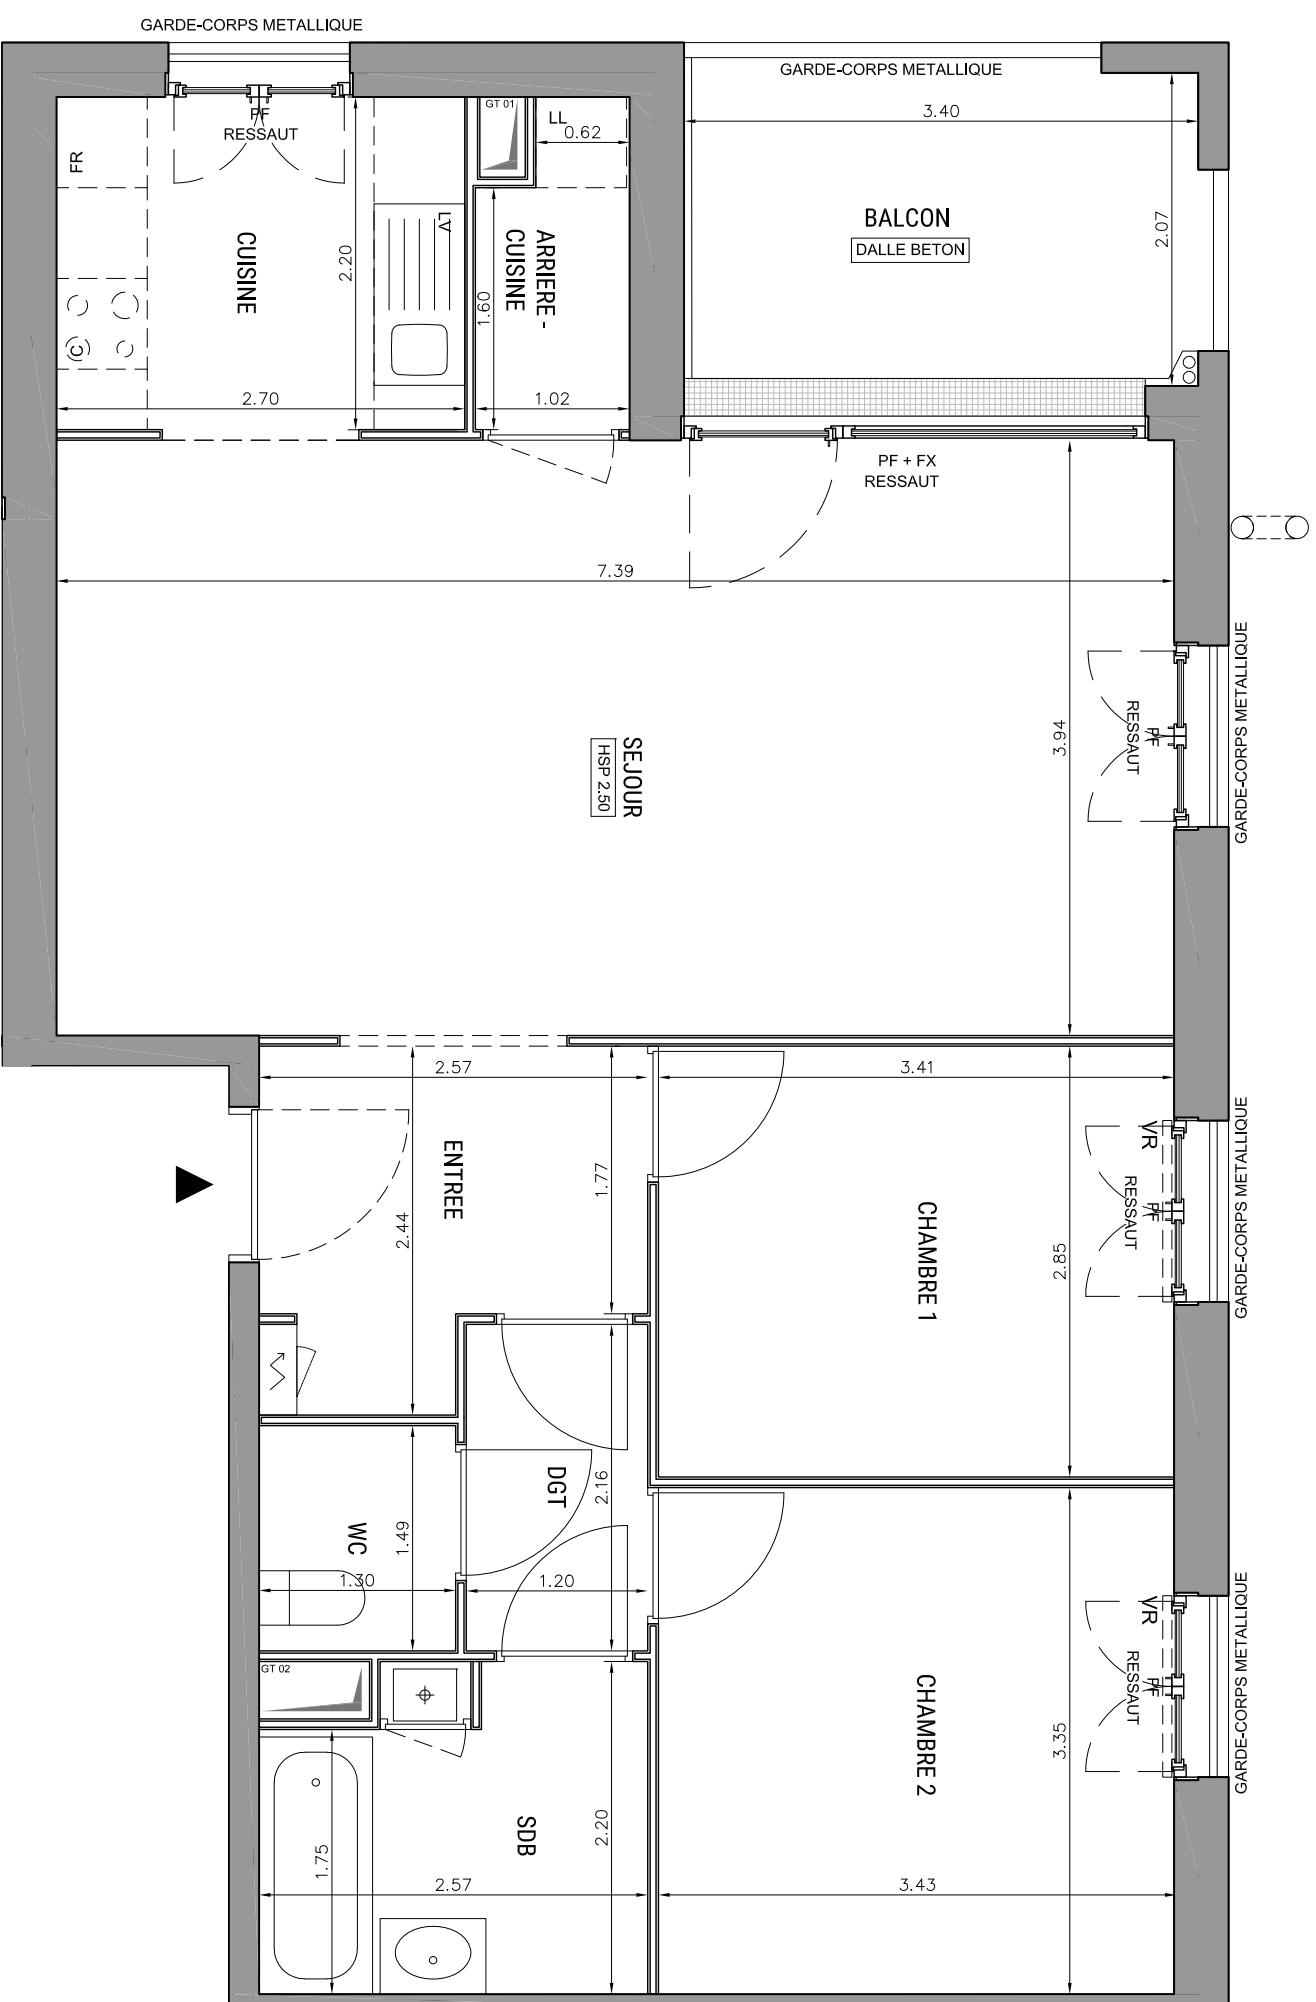 GARDE-CORPS METALLIQUE
GARDE-CORPS METALLIQUE
PF
RESSAUT
FR
GT 01
LL
0.62
3.40
BALCON
DALLE BETON
2.07
CUISINE
2.20
LV
ARRIERE -
CUISINE
1.60
C
2.70
1.02
PF + FX
RESSAUT
7.39
3.94
PF
RESSAUT
GARDE-CORPS METALLIQUE
SEJOUR
HSP 2.50
2.57
3.41
ENTREE
1.77
2.44
CHAMBRE 1
2.85
VR
PF
RESSAUT
GARDE-CORPS METALLIQUE
DGT
2.16
WC
1.49
1.30
1.20
GT 02
CHAMBRE 2
3.35
VR
PF
RESSAUT
GARDE-CORPS METALLIQUE
SDB
2.20
1.75
2.57
3.43